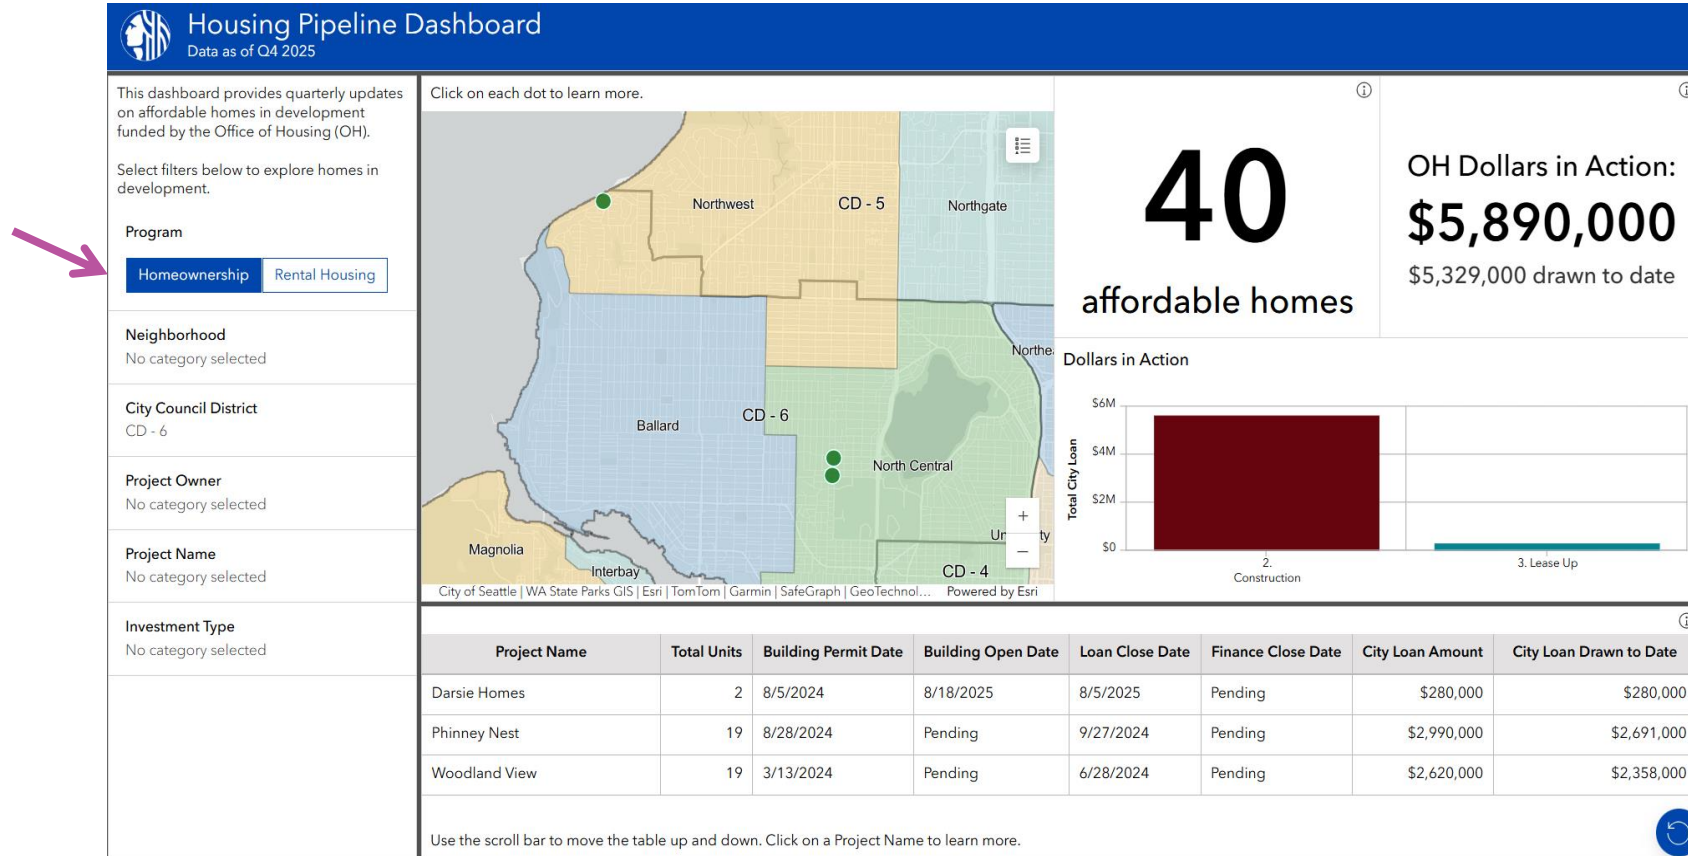 Housing Pipeline Dashboard
Data as of Q4 2025
This dashboard provides quarterly updates
on affordable homes in development
funded by the Office of Housing (OH).
Select filters below to explore homes in
development.
Program
Homeownership
Rental Housing
Neighborhood
No category selected
City Council District
CD - 6
Project Owner
No category selected
Project Name
No category selected
Investment Type
No category selected
Click on each dot to learn more.
Northwest
CD - 5
Northgate
Northe
Ballard
CD - 6
North Central
Magnolia
Interbay
Un ty
CD - 4
+
−
City of Seattle | WA State Parks GIS | Esri | TomTom | Garmin | SafeGraph | GeoTechnol...
Powered by Esri
40
affordable homes
OH Dollars in Action:
$5,890,000
$5,329,000 drawn to date
Dollars in Action
Total City Loan
$6M
$4M
$2M
$0
2.
Construction
3. Lease Up
Project Name Total Units Building Permit Date Building Open Date Loan Close Date Finance Close Date City Loan Amount City Loan Drawn to Date
Darsie Homes 2 8/5/2024 8/18/2025 8/5/2025 Pending $280,000 $280,000
Phinney Nest 19 8/28/2024 Pending 9/27/2024 Pending $2,990,000 $2,691,000
Woodland View 19 3/13/2024 Pending 6/28/2024 Pending $2,620,000 $2,358,000
Use the scroll bar to move the table up and down. Click on a Project Name to learn more.